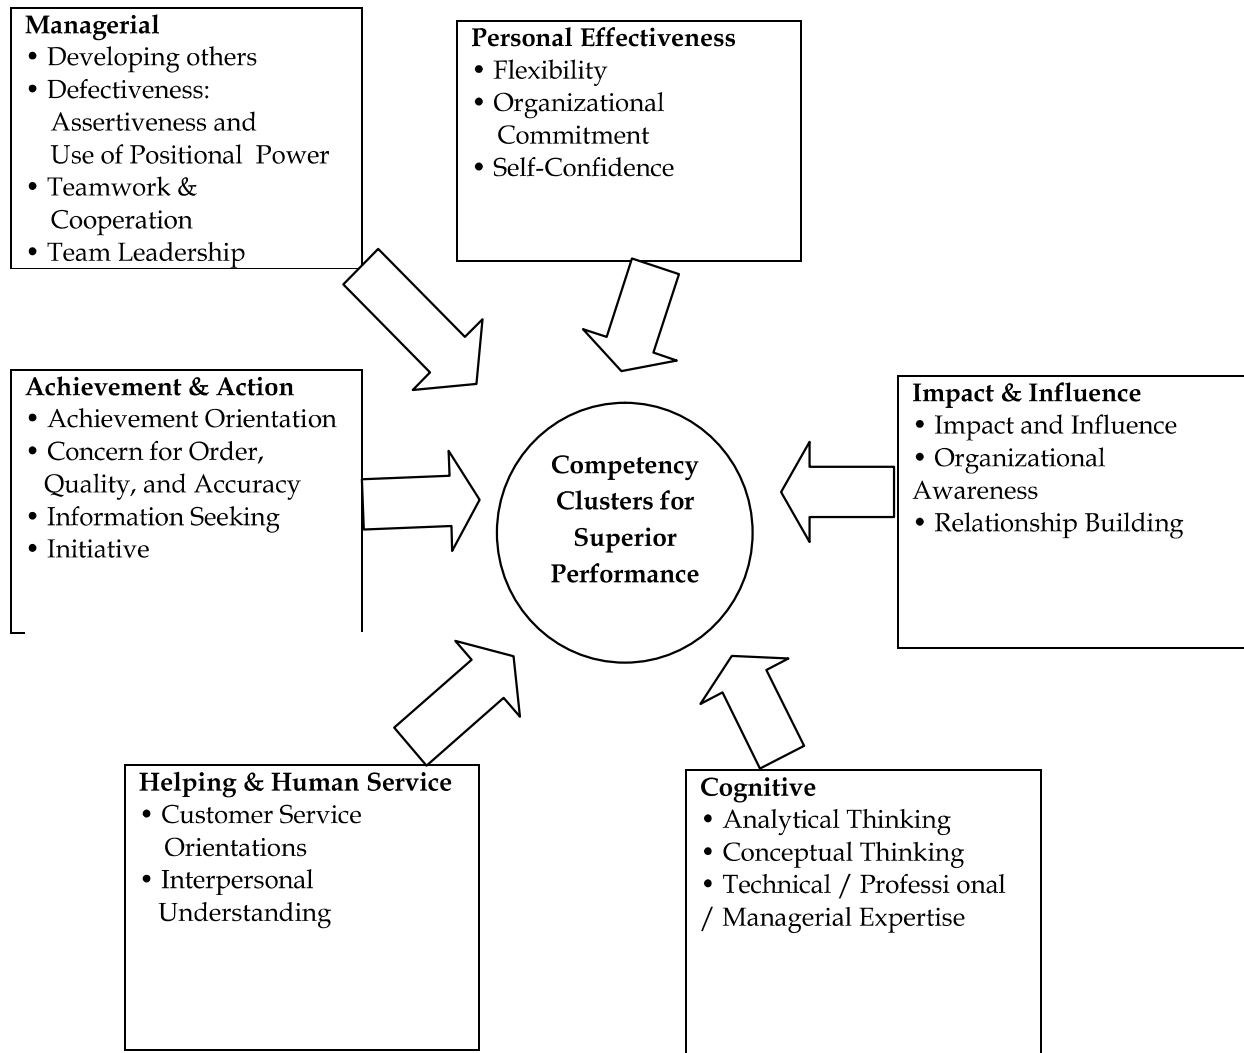 Managerial
• Developing others
• Defectiveness:
Assertiveness and
Use of Positional Power
• Teamwork &
Cooperation
• Team Leadership
Personal Effectiveness
• Flexibility
• Organizational
Commitment
• Self-Confidence
Achievement & Action
• Achievement Orientation
• Concern for Order,
Quality, and Accuracy
• Information Seeking
• Initiative
Competency
Clusters for
Superior
Performance
Impact & Influence
• Impact and Influence
• Organizational
Awareness
• Relationship Building
Helping & Human Service
• Customer Service
Orientations
• Interpersonal
Understanding
Cognitive
• Analytical Thinking
• Conceptual Thinking
• Technical / Professi onal
/ Managerial Expertise